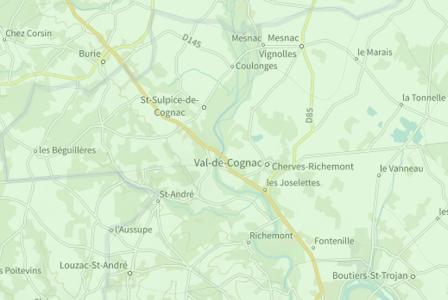 Chez Corsin
Burie
D145
Mesnac
Mesnac
Vignolles
Coulonges
le Marais
St-Sulpice-de-
Cognac
D85
la Tonnelle
les Béguillères
Val-de-Cognac
Cherves-Richemont
le Vanneau
les Joselettes
St-André
les
l'Aussupe
Richemont
Fontenille
s Poitevins
Louzac-St-André
Boutiers-St-Trojan